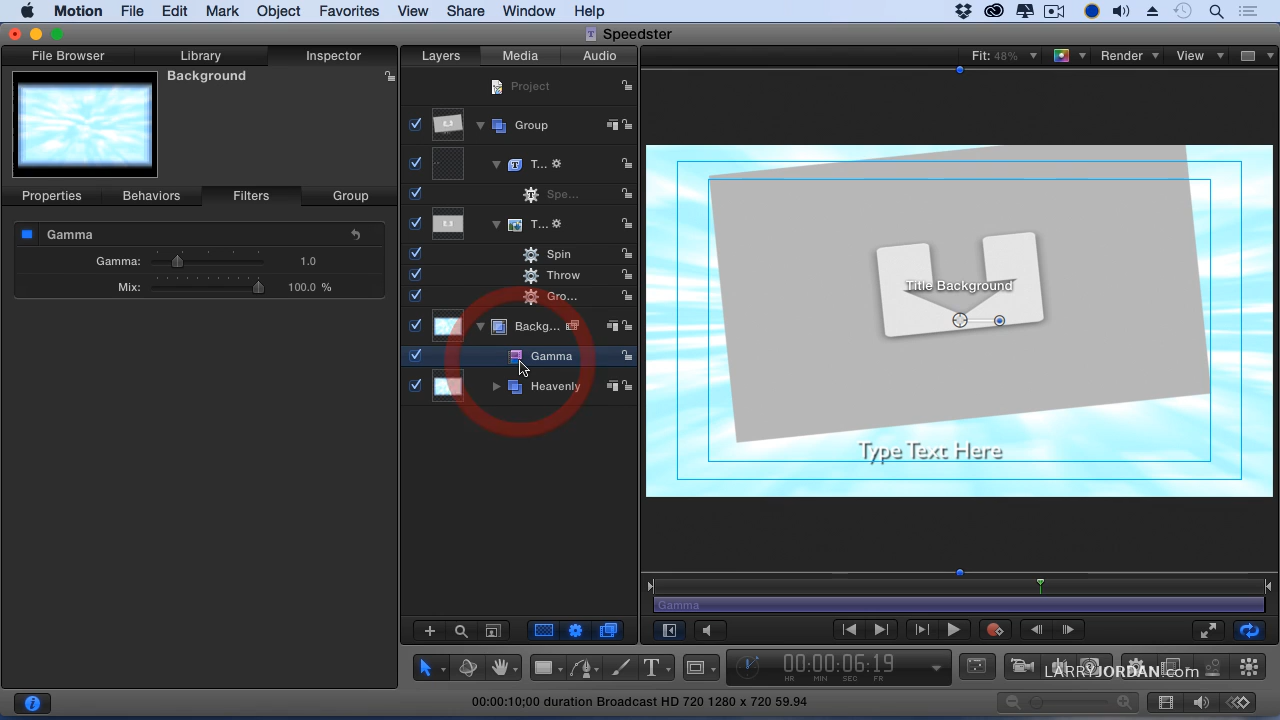 Motion File Edit Mark Object Favorites View Share Window Help
Speedster
File Browser Library Inspector
Layers Media Audio
Fit: 48% Render View
Background
Project
Group
T...
Spe...
T...
Spin
Throw
Gro...
Backg...
Gamma
Heavenly
Properties Behaviors Filters Group
Gamma
Gamma: 1.0
Mix: 100.0 %
Title Background
Type Text Here
Gamma
00:00:06;19
HR MIN SEC FR
LARRYJORDAN.com
00:00:10;00 duration Broadcast HD 720 1280 x 720 59.94